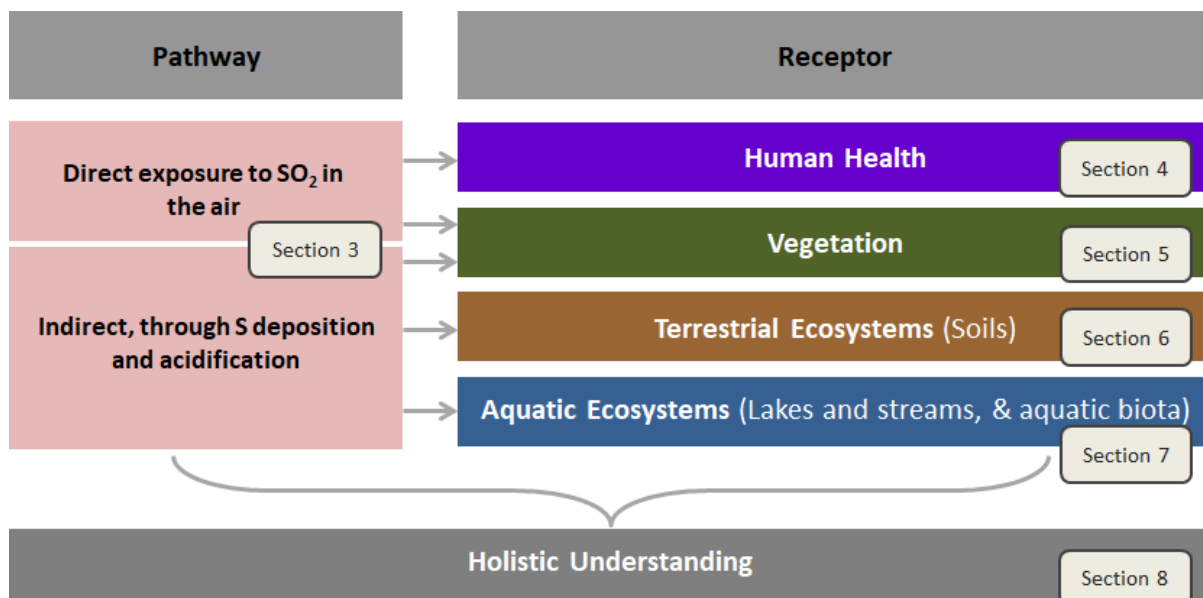 Pathway
Receptor
Direct exposure to SO₂ in
the air
Section 3
Indirect, through S deposition
and acidification
Human Health
Section 4
Vegetation
Section 5
Terrestrial Ecosystems (Soils)
Section 6
Aquatic Ecosystems (Lakes and streams, & aquatic biota)
Section 7
Holistic Understanding
Section 8